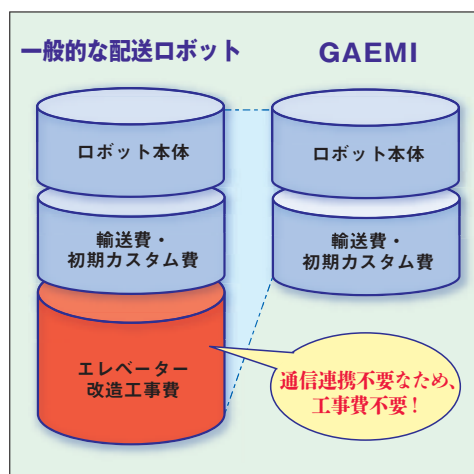 一般的な配送ロボット
GAEMI
ロボット本体
輸送費・
初期カスタム費
エレベーター
改造工事費
ロボット本体
輸送費・
初期カスタム費
通信連携不要なため、
工事費不要！